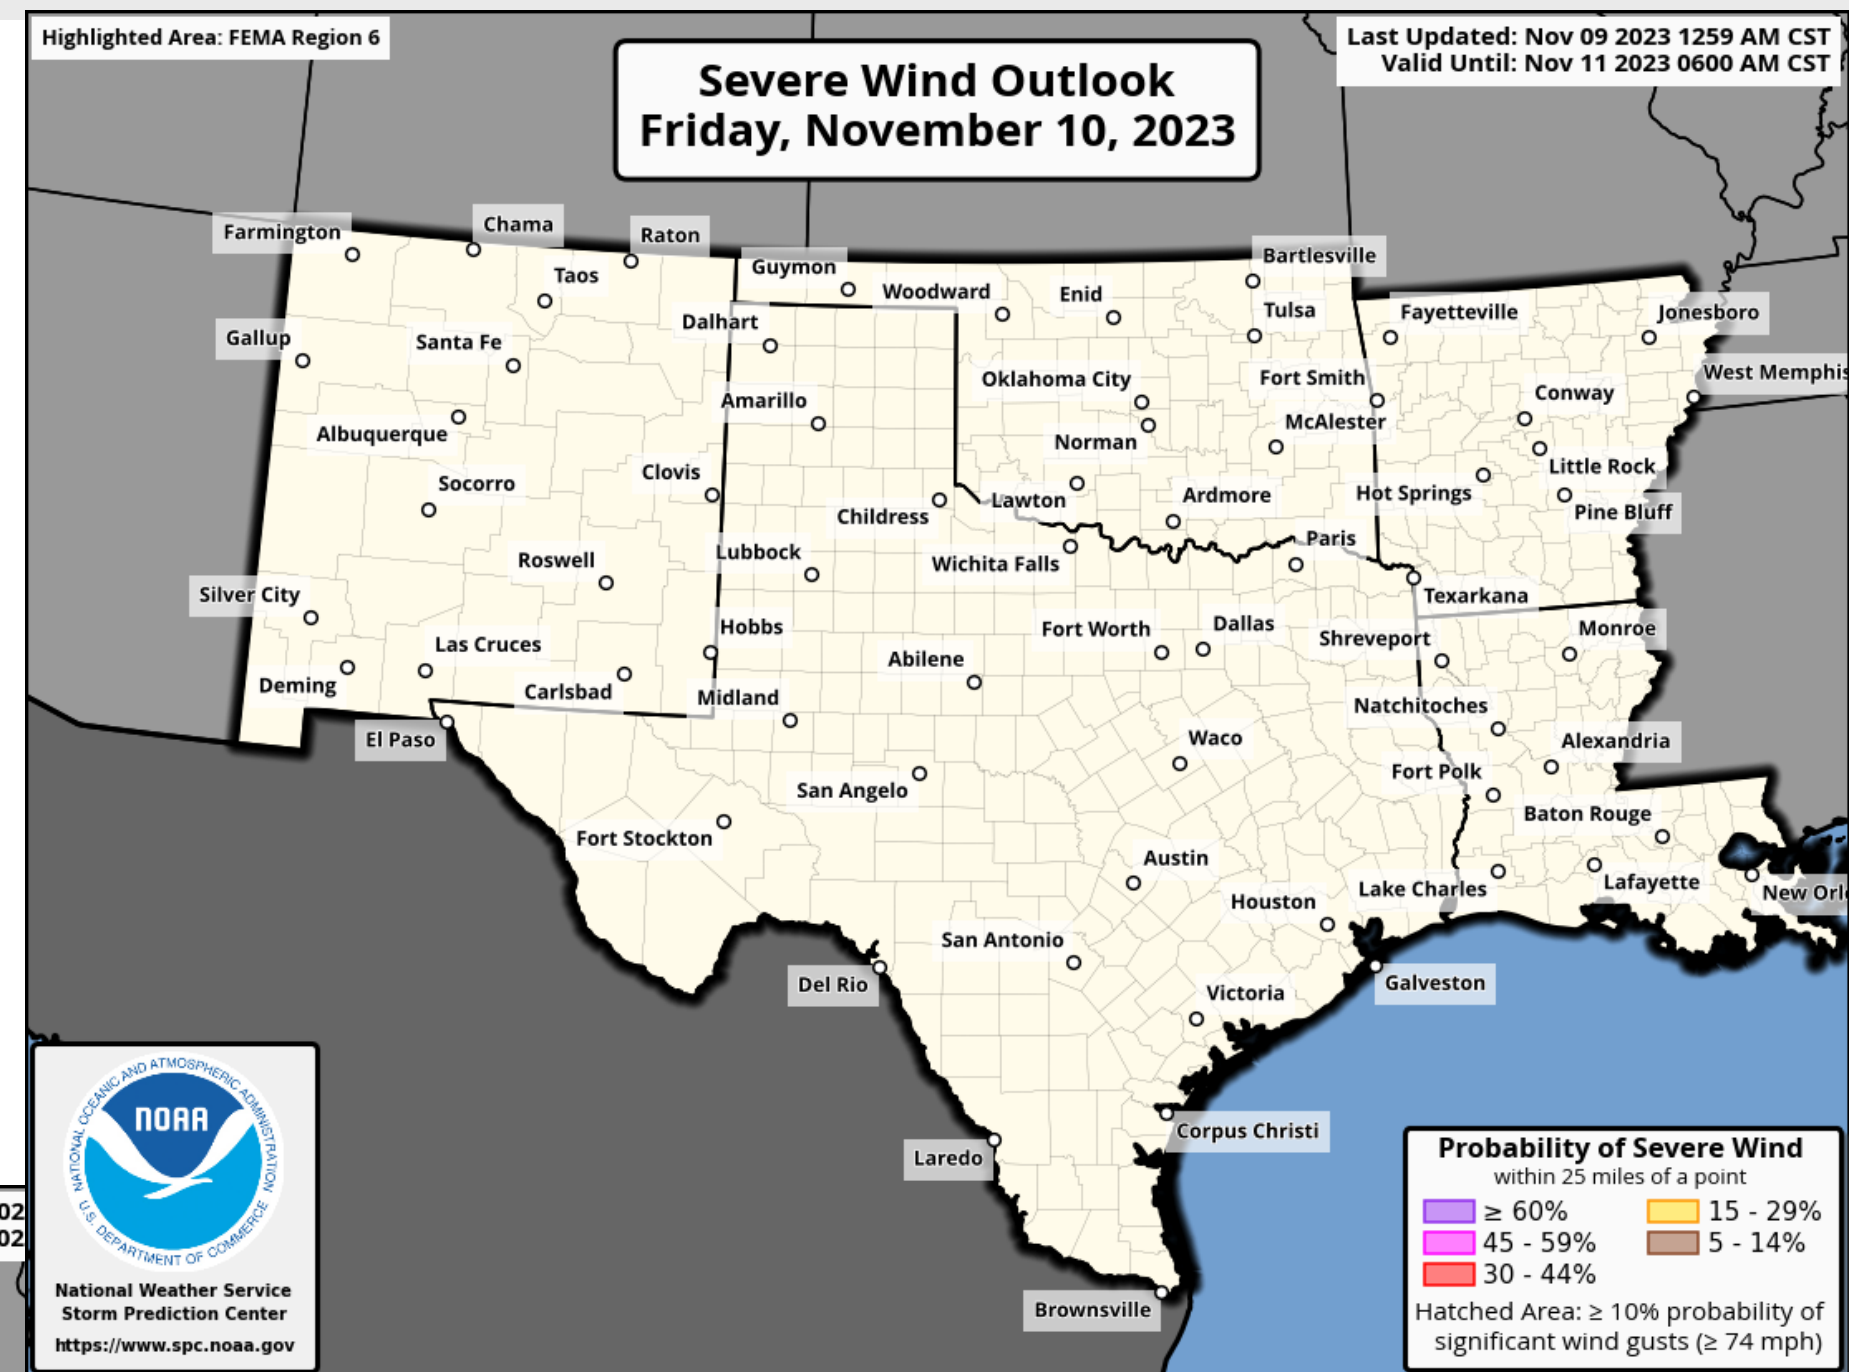 Highlighted Area: FEMA Region 6
Last Updated: Nov 09 2023 1259 AM CST
Valid Until: Nov 11 2023 0600 AM CST
Severe Wind Outlook
Friday, November 10, 2023
Farmington
Chama
Raton
Taos
Guymon
Woodward
Enid
Bartlesville
Tulsa
Fayetteville
Jonesboro
Gallup
Santa Fe
Dalhart
Oklahoma City
Fort Smith
Conway
West Memphis
Amarillo
Albuquerque
Norman
McAlester
Little Rock
Socorro
Clovis
Childress
Lawton
Ardmore
Hot Springs
Pine Bluff
Roswell
Lubbock
Wichita Falls
Paris
Texarkana
Silver City
Hobbs
Fort Worth
Dallas
Shreveport
Monroe
Las Cruces
Abilene
Deming
Carlsbad
Midland
Natchitoches
El Paso
Waco
Alexandria
San Angelo
Fort Polk
Fort Stockton
Baton Rouge
Austin
Lake Charles
Lafayette
New Orl
Houston
San Antonio
Del Rio
Victoria
Galveston
Corpus Christi
Laredo
Brownsville
02
02
NATIONAL OCEANIC AND ATMOSPHERIC ADMINISTRATION
NOAA
U.S. DEPARTMENT OF COMMERCE
National Weather Service
Storm Prediction Center
https://www.spc.noaa.gov
Probability of Severe Wind
within 25 miles of a point
≥ 60%
15 - 29%
45 - 59%
5 - 14%
30 - 44%
Hatched Area: ≥ 10% probability of
significant wind gusts (≥ 74 mph)